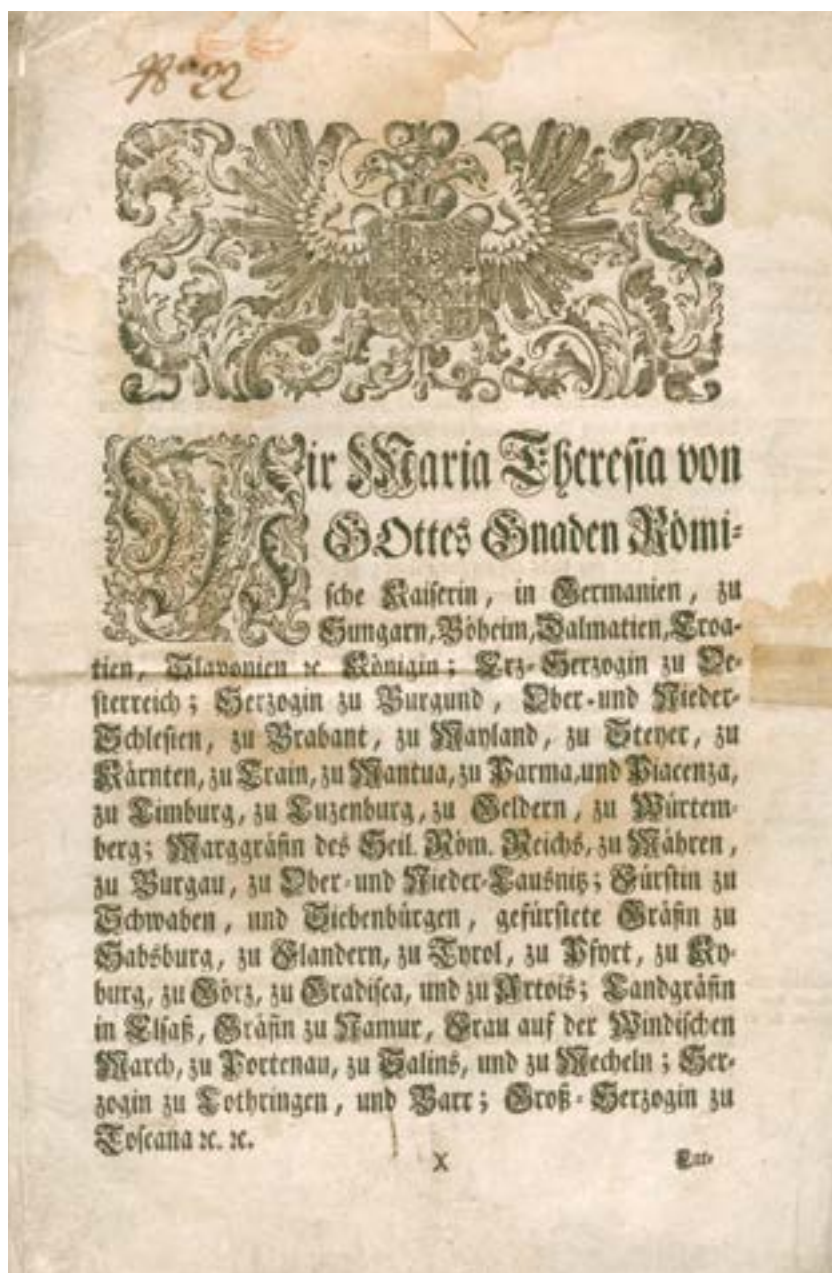 Wir Maria Theresia von
GOttes Gnaden Römi-
sche Kaiserin, in Germanien, zu
Hungarn, Böheim, Dalmatien, Croa-
tien, Slavonien ꝛc. Königin; Erz-Herzogin zu Oe-
sterreich; Herzogin zu Burgund, Ober- und Nieder-
Schlesien, zu Brabant, zu Mayland, zu Steyer, zu
Kärnten, zu Crain, zu Mantua, zu Parma, und Piacenza,
zu Limburg, zu Luzenburg, zu Geldern, zu Würtem-
berg; Marggräfin des Heil. Röm. Reichs, zu Mähren,
zu Burgau, zu Ober- und Nieder-Lausnitz; Fürstin zu
Schwaben, und Siebenbürgen, gefürstete Gräfin zu
Habsburg, zu Flandern, zu Tyrol, zu Pfyrt, zu Ky-
burg, zu Görz, zu Gradisca, und zu Artois; Landgräfin
in Elsaß, Gräfin zu Namur, Frau auf der Windischen
March, zu Portenau, zu Salins, und zu Mecheln; Her-
zogin zu Lothringen, und Barr; Groß-Herzogin zu
Toscana ꝛc. ꝛc.
X